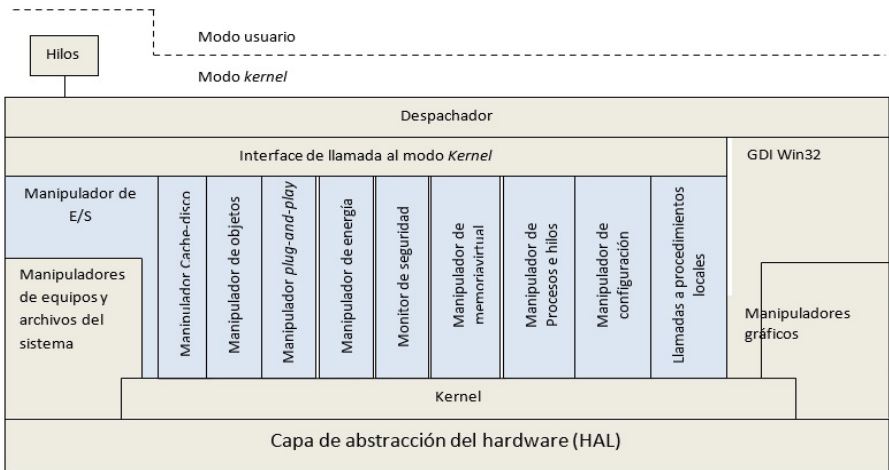 Modo usuario
Hilos
Modo kernel
Despachador
Interface de llamada al modo Kernel
GDI Win32
Manipulador de
E/S
Manipulador Cache-disco
Manipulador de objetos
Manipulador plug-and-play
Manipulador de energía
Monitor de seguridad
Manipulador de
memoriavirtual
Manipulador de
Procesos e hilos
Manipulador de
configuración
Llamadas a procedimientos
locales
Manipuladores
de equipos y
archivos del
sistema
Manipuladores
gráficos
Kernel
Capa de abstracción del hardware (HAL)